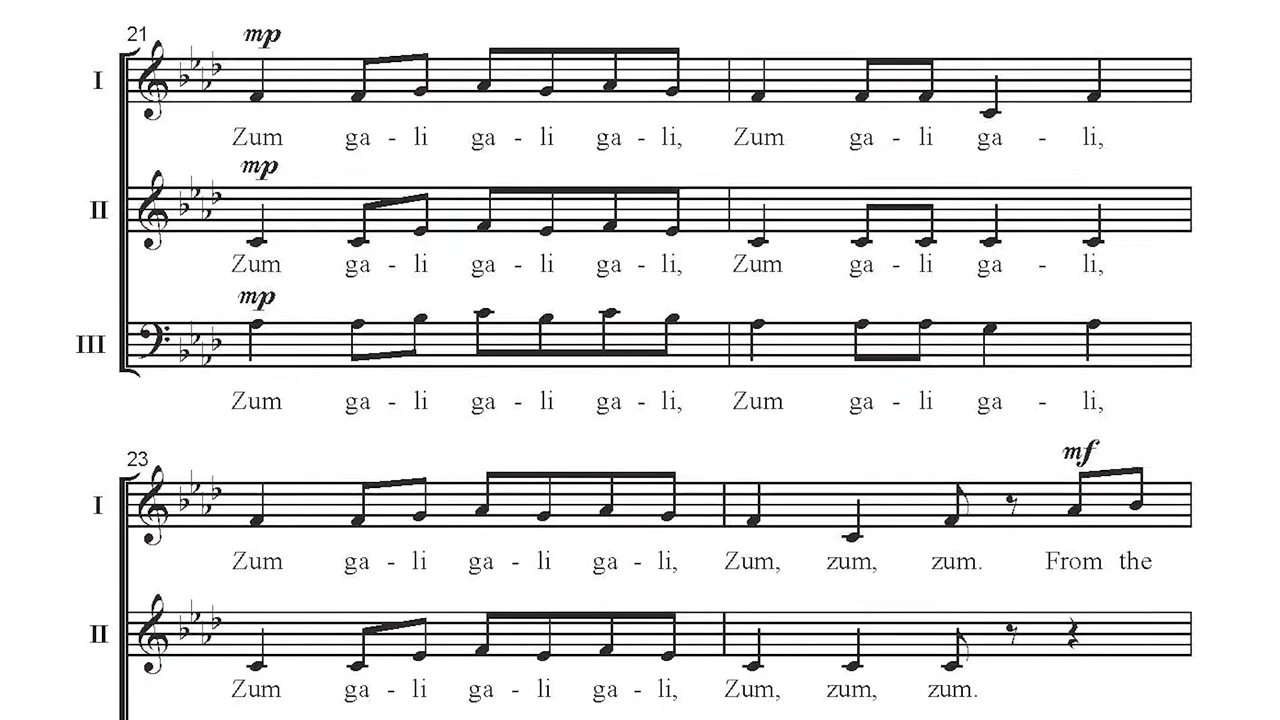 21
mp
I
Zum ga - li ga - li ga - li, Zum ga - li ga - li,
mp
II
Zum ga - li ga - li ga - li, Zum ga - li ga - li,
mp
III
Zum ga - li ga - li ga - li, Zum ga - li ga - li,
23
mf
I
Zum ga - li ga - li ga - li, Zum, zum, zum. From the
II
Zum ga - li ga - li ga - li, Zum, zum, zum.